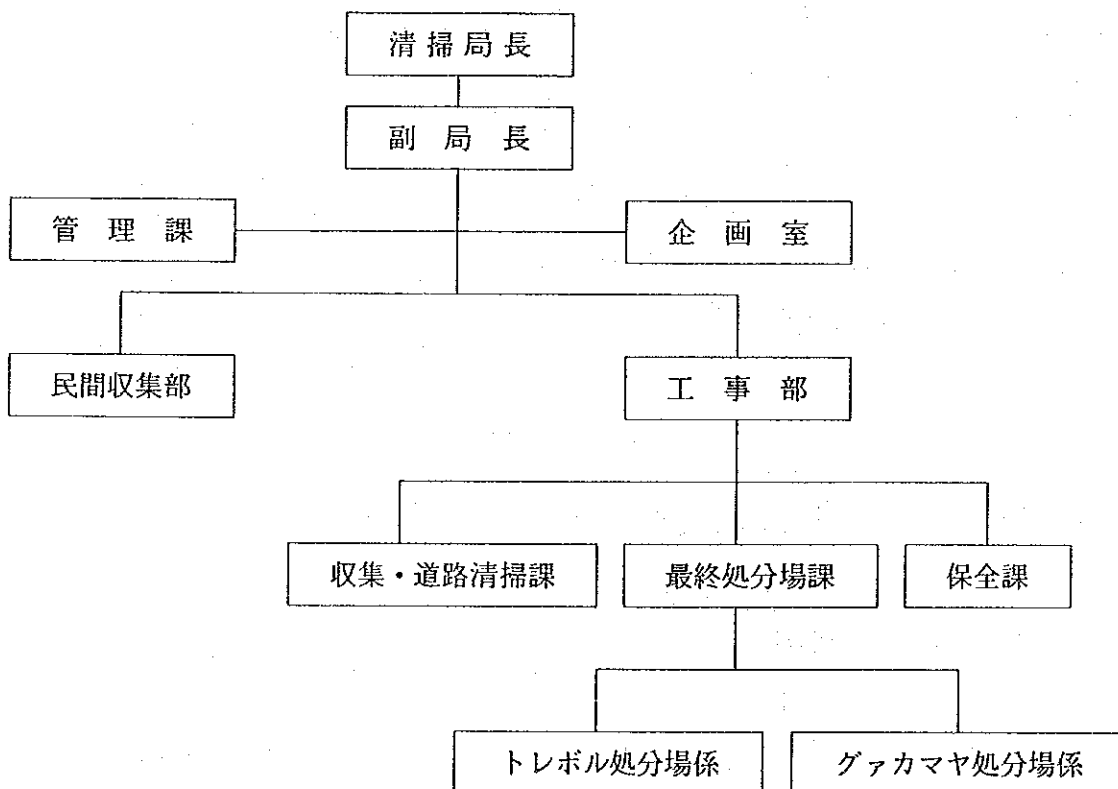 清掃局長
副局長
管理課
企画室
民間収集部
工事部
収集・道路清掃課
最終処分場課
保全課
トレボル処分場係
グァカマヤ処分場係